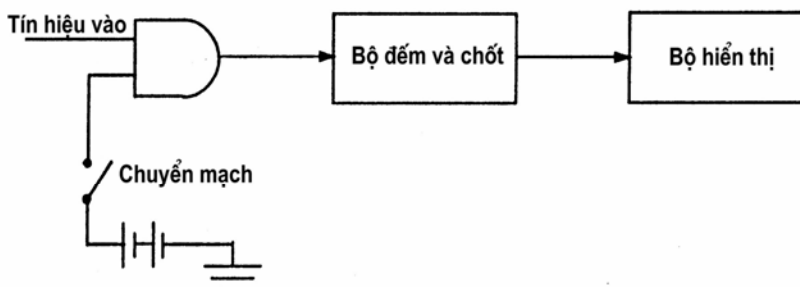 Tín hiệu vào
Bộ đếm và chốt
Bộ hiển thị
Chuyển mạch